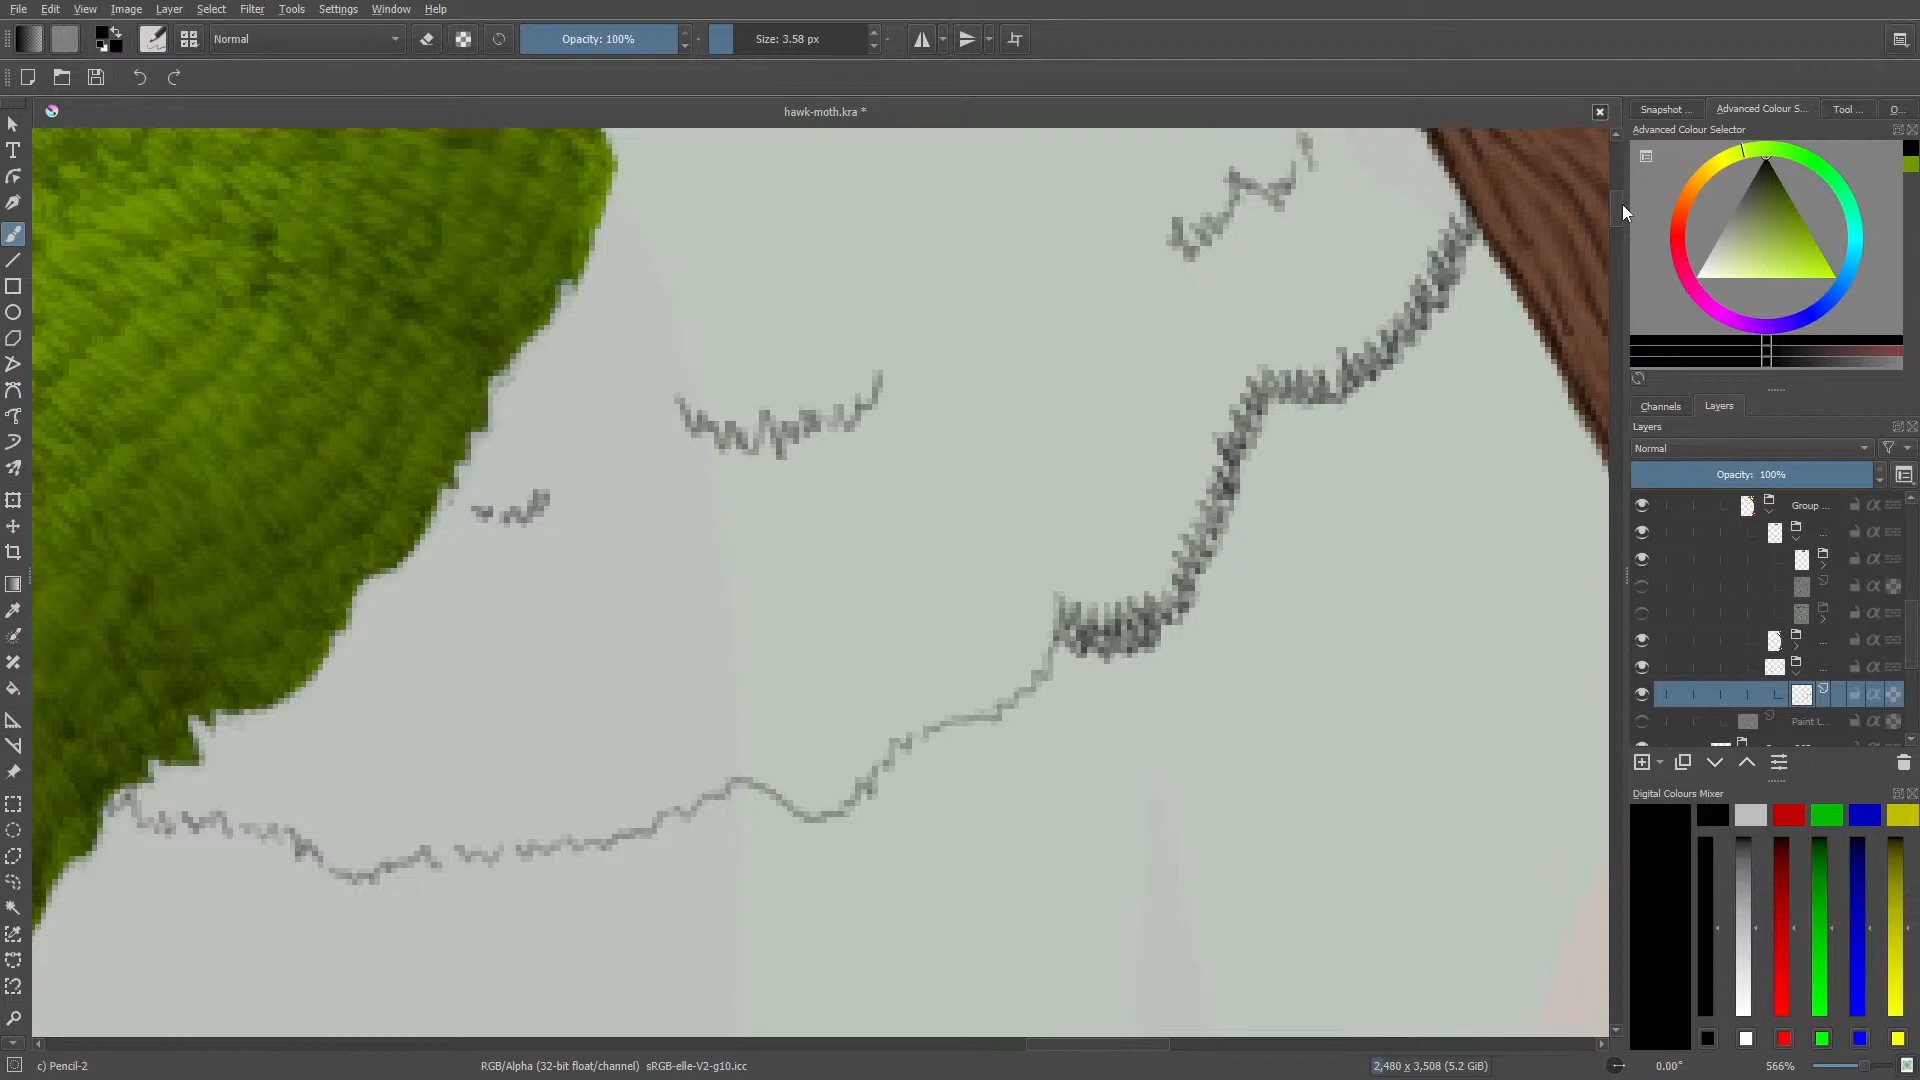 File Edit View Image Layer Select Filter Tools Settings Window Help
Normal Opacity: 100% Size: 3.58 px
hawk-moth.kra *
Snapshot ... Advanced Colour S... Tool ... O...
Advanced Colour Selector
Channels Layers
Layers
Normal
Opacity: 100%
Group ...
...
...
...
Paint L...
Digital Colours Mixer
c) Pencil-2 RGB/Alpha (32-bit float/channel) sRGB-elle-V2-g10.icc 2,480 x 3,508 (5.2 GiB) 0.00° 566%